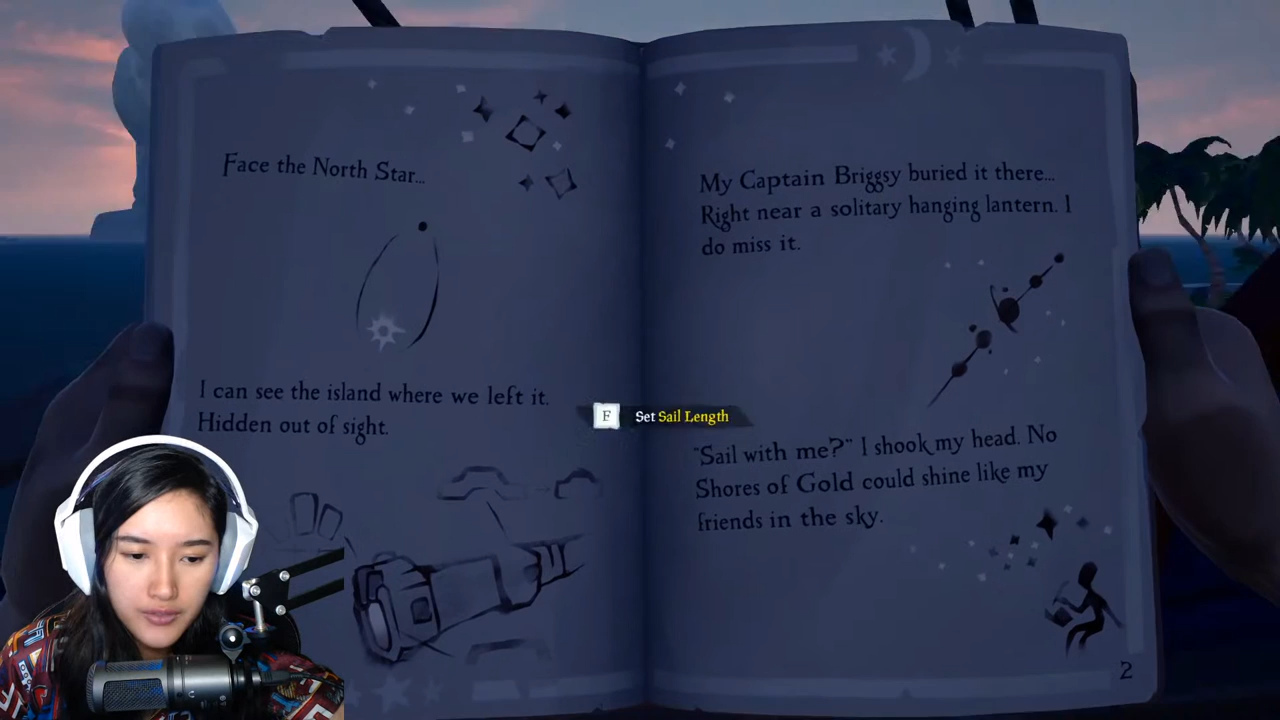 Face the North Star...
I can see the island where we left it.
Hidden out of sight.
My Captain Briggsy buried it there...
Right near a solitary hanging lantern. I
do miss it.
F Set Sail Length
"Sail with me?" I shook my head. No
Shores of Gold could shine like my
friends in the sky.
2